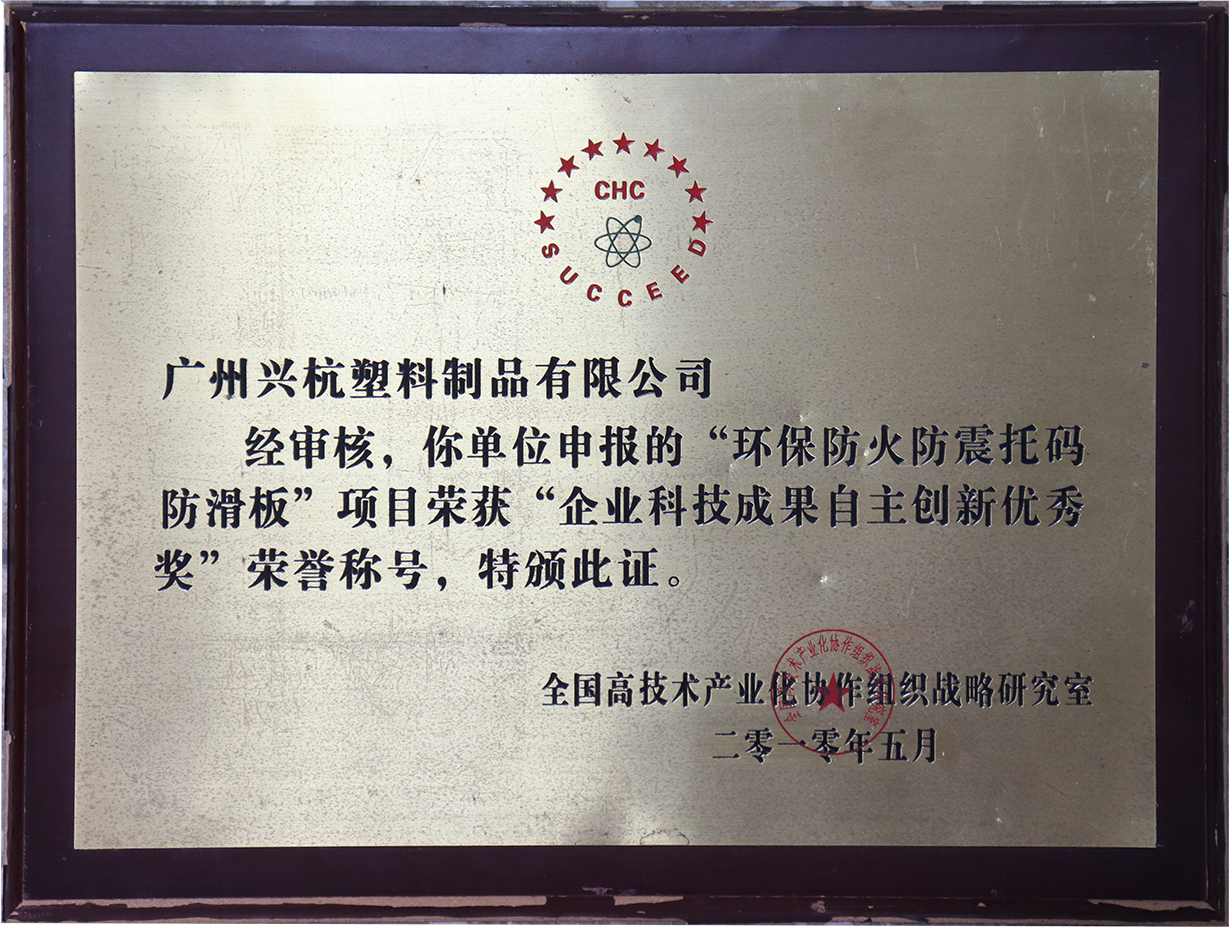 CHC
SUCCEED
广州兴杭塑料制品有限公司
经审核，你单位申报的“环保防火防震托码
防滑板”项目荣获“企业科技成果自主创新优秀
奖”荣誉称号，特颁此证。
全国高技术产业化协作组织战略研究室
二零一零年五月